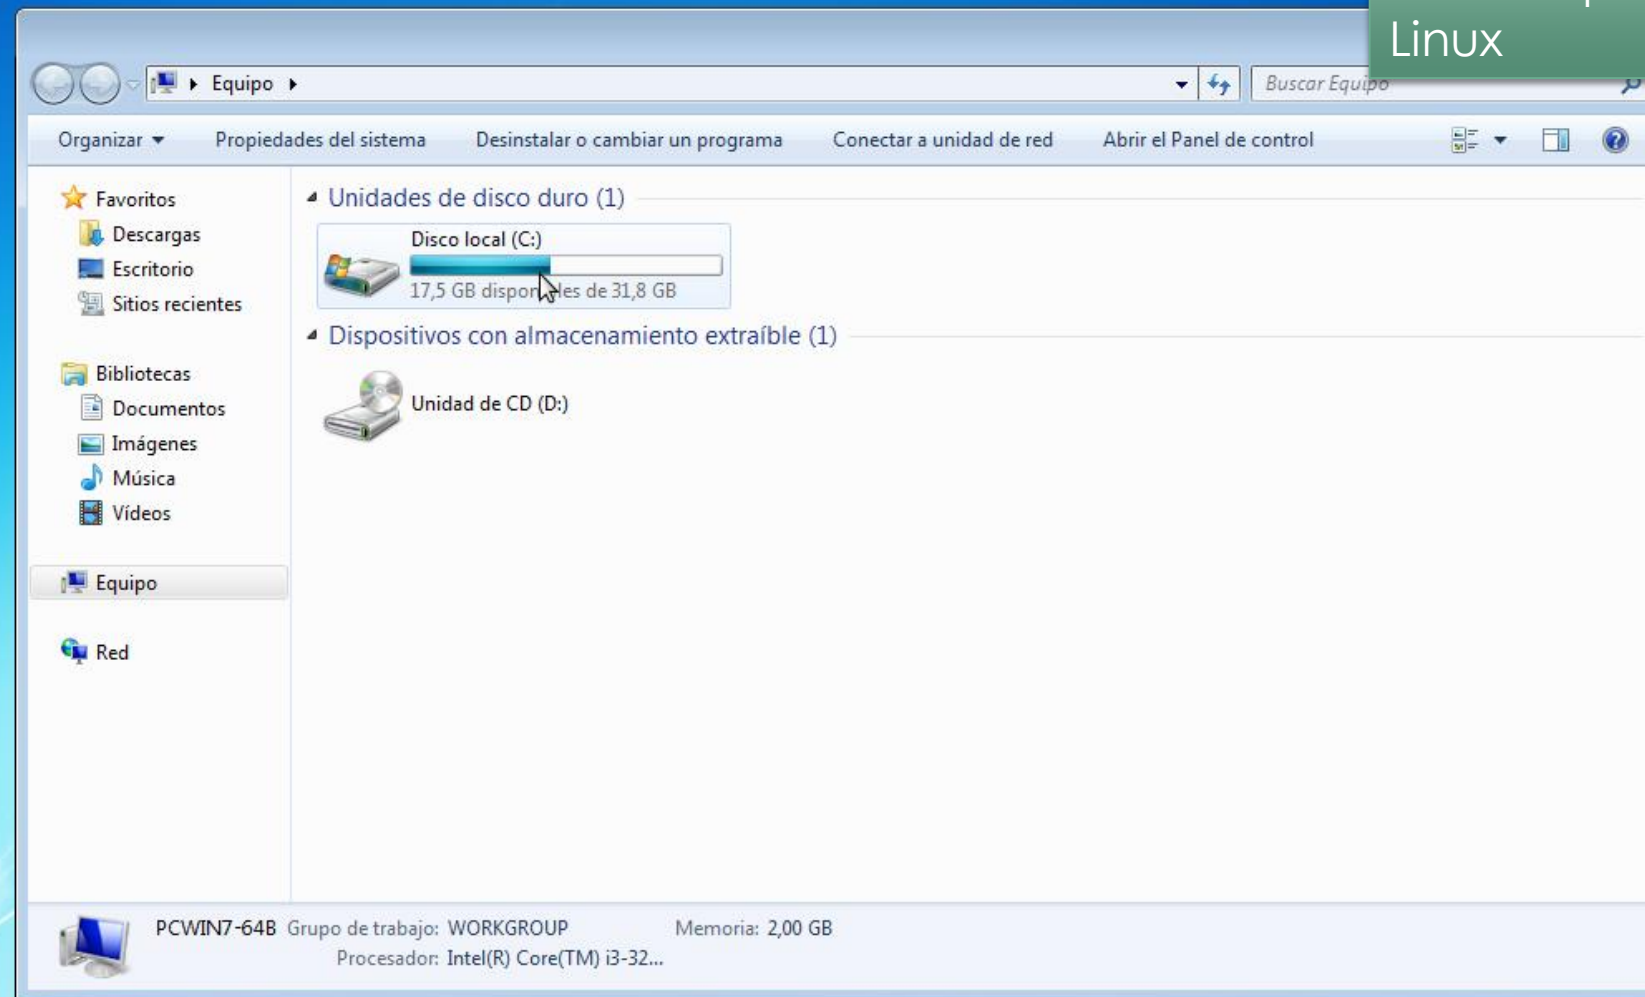 Linux
Equipo
Buscar Equipo
Organizar Propiedades del sistema Desinstalar o cambiar un programa Conectar a unidad de red Abrir el Panel de control
Favoritos
Descargas
Escritorio
Sitios recientes
Bibliotecas
Documentos
Imágenes
Música
Vídeos
Equipo
Red
Unidades de disco duro (1)
Disco local (C:)
17,5 GB disponibles de 31,8 GB
Dispositivos con almacenamiento extraíble (1)
Unidad de CD (D:)
PCWIN7-64B Grupo de trabajo: WORKGROUP Memoria: 2,00 GB
Procesador: Intel(R) Core(TM) i3-32...